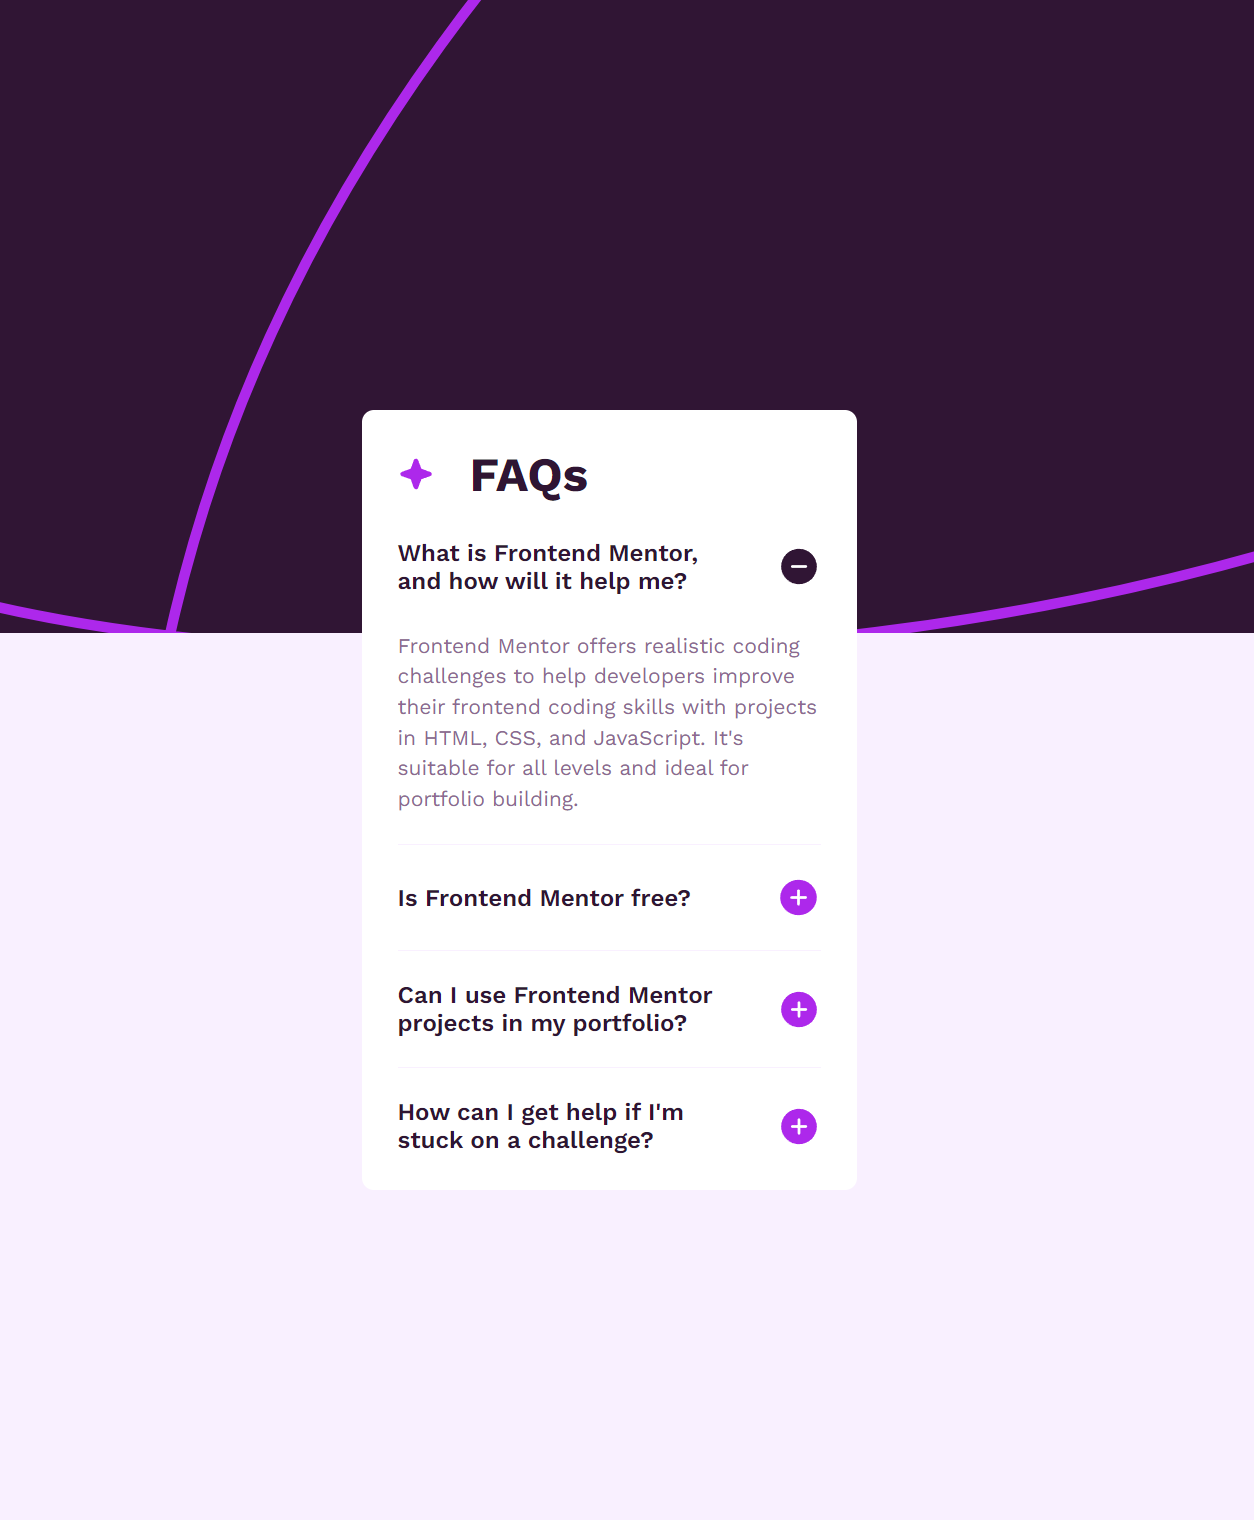 FAQs
What is Frontend Mentor,
and how will it help me?
Frontend Mentor offers realistic coding
challenges to help developers improve
their frontend coding skills with projects
in HTML, CSS, and JavaScript. It's
suitable for all levels and ideal for
portfolio building.
Is Frontend Mentor free?
Can I use Frontend Mentor
projects in my portfolio?
How can I get help if I'm
stuck on a challenge?